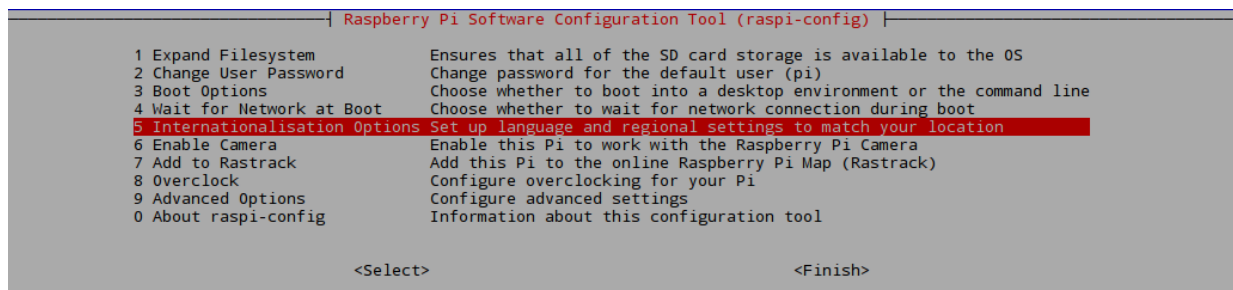 Raspberry Pi Software Configuration Tool (raspi-config)
1 Expand Filesystem Ensures that all of the SD card storage is available to the OS
2 Change User Password Change password for the default user (pi)
3 Boot Options Choose whether to boot into a desktop environment or the command line
4 Wait for Network at Boot Choose whether to wait for network connection during boot
5 Internationalisation Options Set up language and regional settings to match your location
6 Enable Camera Enable this Pi to work with the Raspberry Pi Camera
7 Add to Rastrack Add this Pi to the online Raspberry Pi Map (Rastrack)
8 Overclock Configure overclocking for your Pi
9 Advanced Options Configure advanced settings
0 About raspi-config Information about this configuration tool
<Select> <Finish>